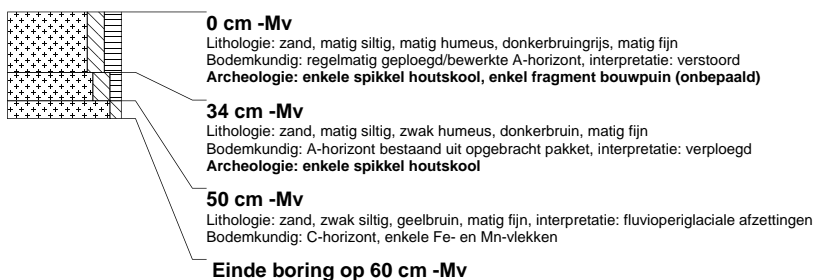 0 cm -Mv
Lithologie: zand, matig siltig, matig humeus, donkerbruingrijs, matig fijn
Bodemkundig: regelmatig geploegd/bewerkte A-horizont, interpretatie: verstoord
Archeologie: enkele spikkel houtskool, enkel fragment bouwpuin (onbepaald)
34 cm -Mv
Lithologie: zand, matig siltig, zwak humeus, donkerbruin, matig fijn
Bodemkundig: A-horizont bestaand uit opgebracht pakket, interpretatie: verploegd
Archeologie: enkele spikkel houtskool
50 cm -Mv
Lithologie: zand, zwak siltig, geelbruin, matig fijn, interpretatie: fluvioperiglaciale afzettingen
Bodemkundig: C-horizont, enkele Fe- en Mn-vlekken
Einde boring op 60 cm -Mv